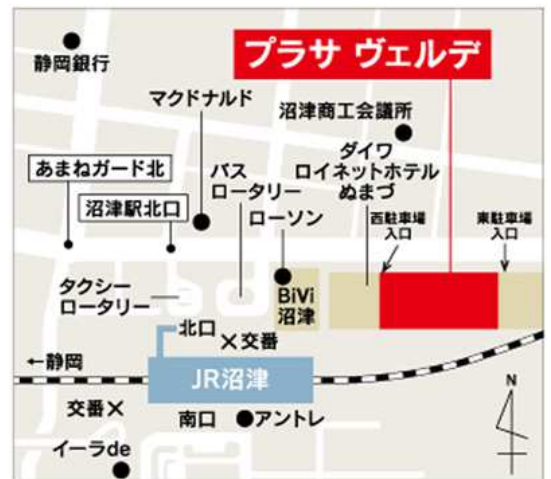 プラサ ヴェルデ
静岡銀行
マクドナルド
沼津商工会議所
あまねガード北
バス
ロータリー
ダイワ
ロイネットホテル
ぬまづ
沼津駅北口
ローソン
西駐車場
入口
東駐車場
入口
タクシー
ロータリー
BiVi
沼津
北口
×交番
←静岡
JR沼津
N
交番×
南口
アントレ
イーラde